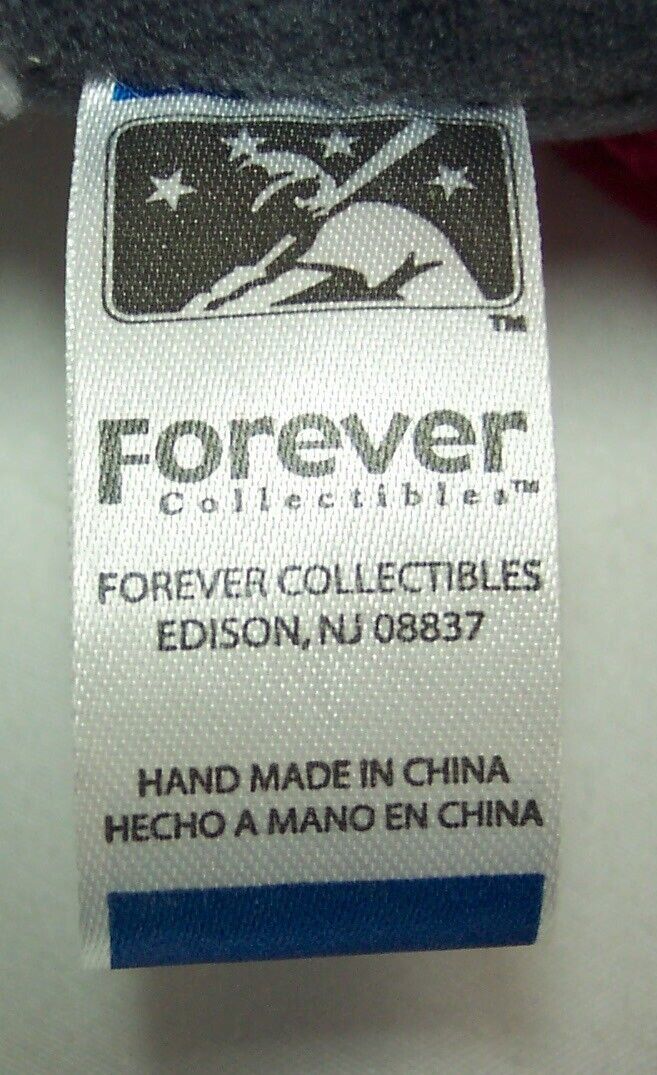 TM
Forever
Collectibles™
FOREVER COLLECTIBLES
EDISON, NJ 08837
HAND MADE IN CHINA
HECHO A MANO EN CHINA